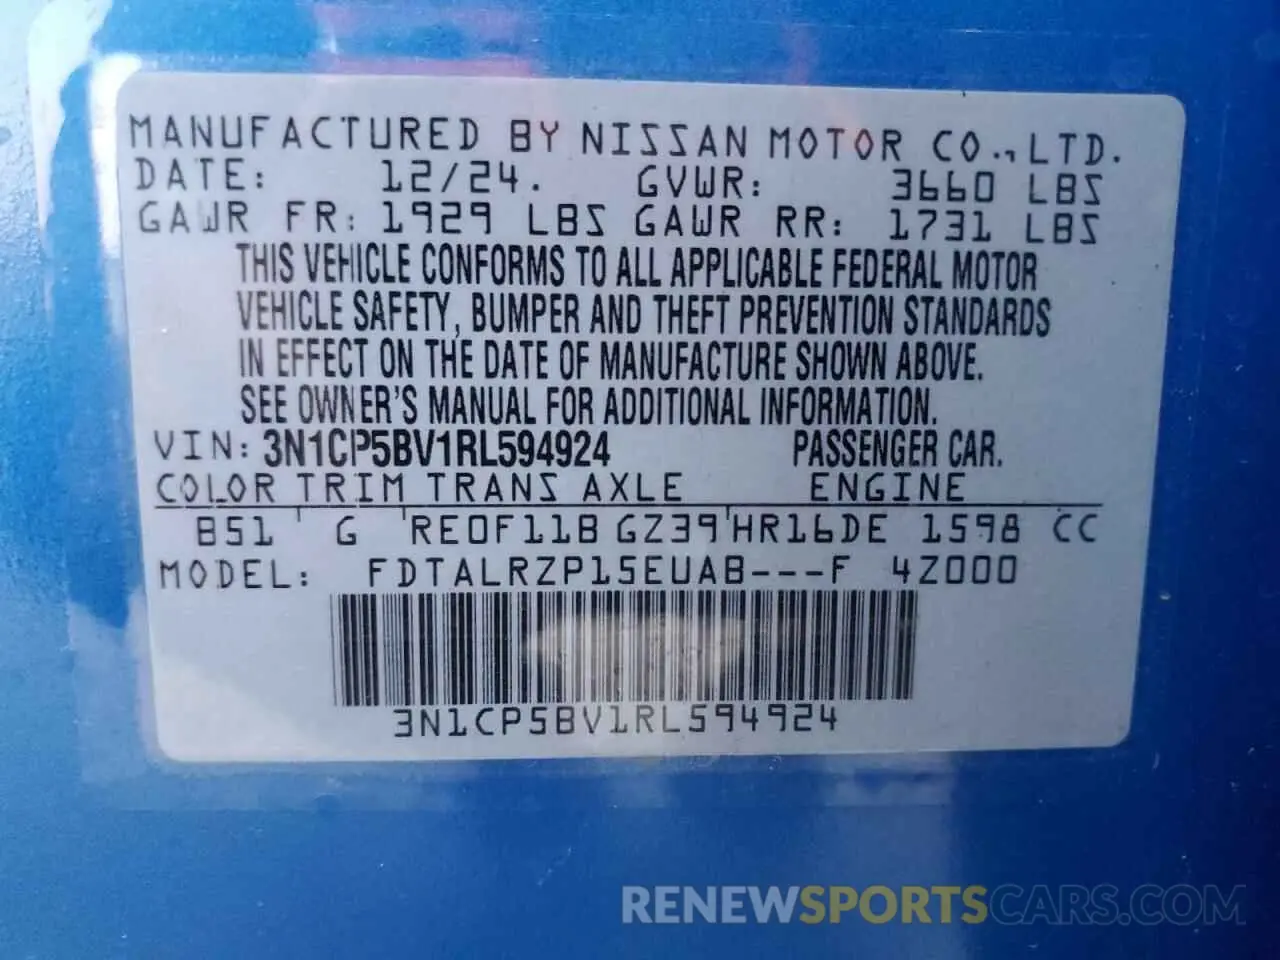 MANUFACTURED BY NISSAN MOTOR CO., LTD.
DATE: 12/24. GVWR: 3660 LBS
GAWR FR: 1929 LBS GAWR RR: 1731 LBS
THIS VEHICLE CONFORMS TO ALL APPLICABLE FEDERAL MOTOR
VEHICLE SAFETY, BUMPER AND THEFT PREVENTION STANDARDS
IN EFFECT ON THE DATE OF MANUFACTURE SHOWN ABOVE.
SEE OWNER'S MANUAL FOR ADDITIONAL INFORMATION.
VIN: 3N1CP5BV1RL594924 PASSENGER CAR.
COLOR TRIM TRANS AXLE ENGINE
B51 G RE0F11B GZ39 HR16DE 1598 CC
MODEL: FDTALRZP15EUAB---F 4Z000
3N1CP5BV1RL594924
RENEWSPORTSCARS.COM